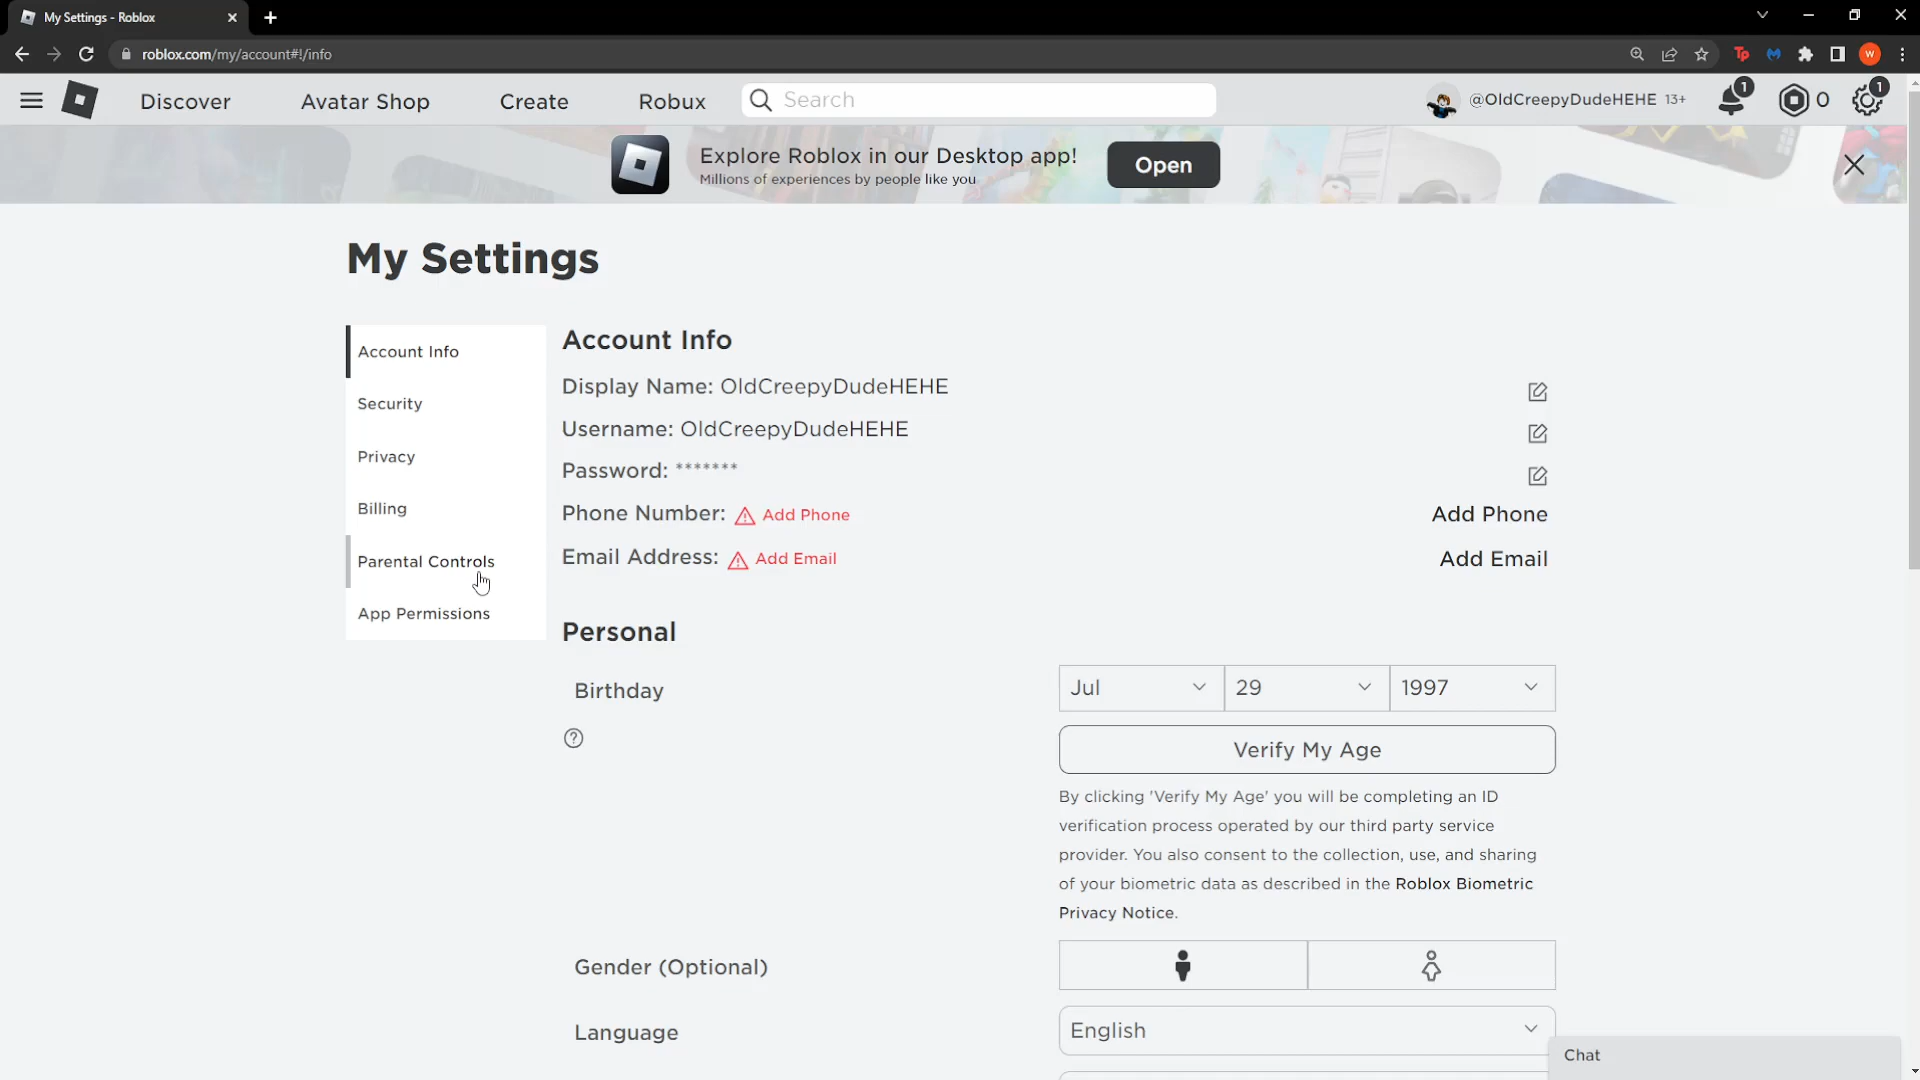 My Settings - Roblox
roblox.com/my/account#!/info
W
Discover
Avatar Shop
Create
Robux
Search
@OldCreepyDudeHEHE 13+
1
0
1
Explore Roblox in our Desktop app!
Millions of experiences by people like you
Open
My Settings
Account Info
Security
Privacy
Billing
Parental Controls
App Permissions
Account Info
Display Name: OldCreepyDudeHEHE
Username: OldCreepyDudeHEHE
Password: *******
Phone Number: Add Phone
Add Phone
Email Address: Add Email
Add Email
Personal
Birthday
Jul
29
1997
?
Verify My Age
By clicking 'Verify My Age' you will be completing an ID
verification process operated by our third party service
provider. You also consent to the collection, use, and sharing
of your biometric data as described in the Roblox Biometric
Privacy Notice.
Gender (Optional)
Language
English
Chat